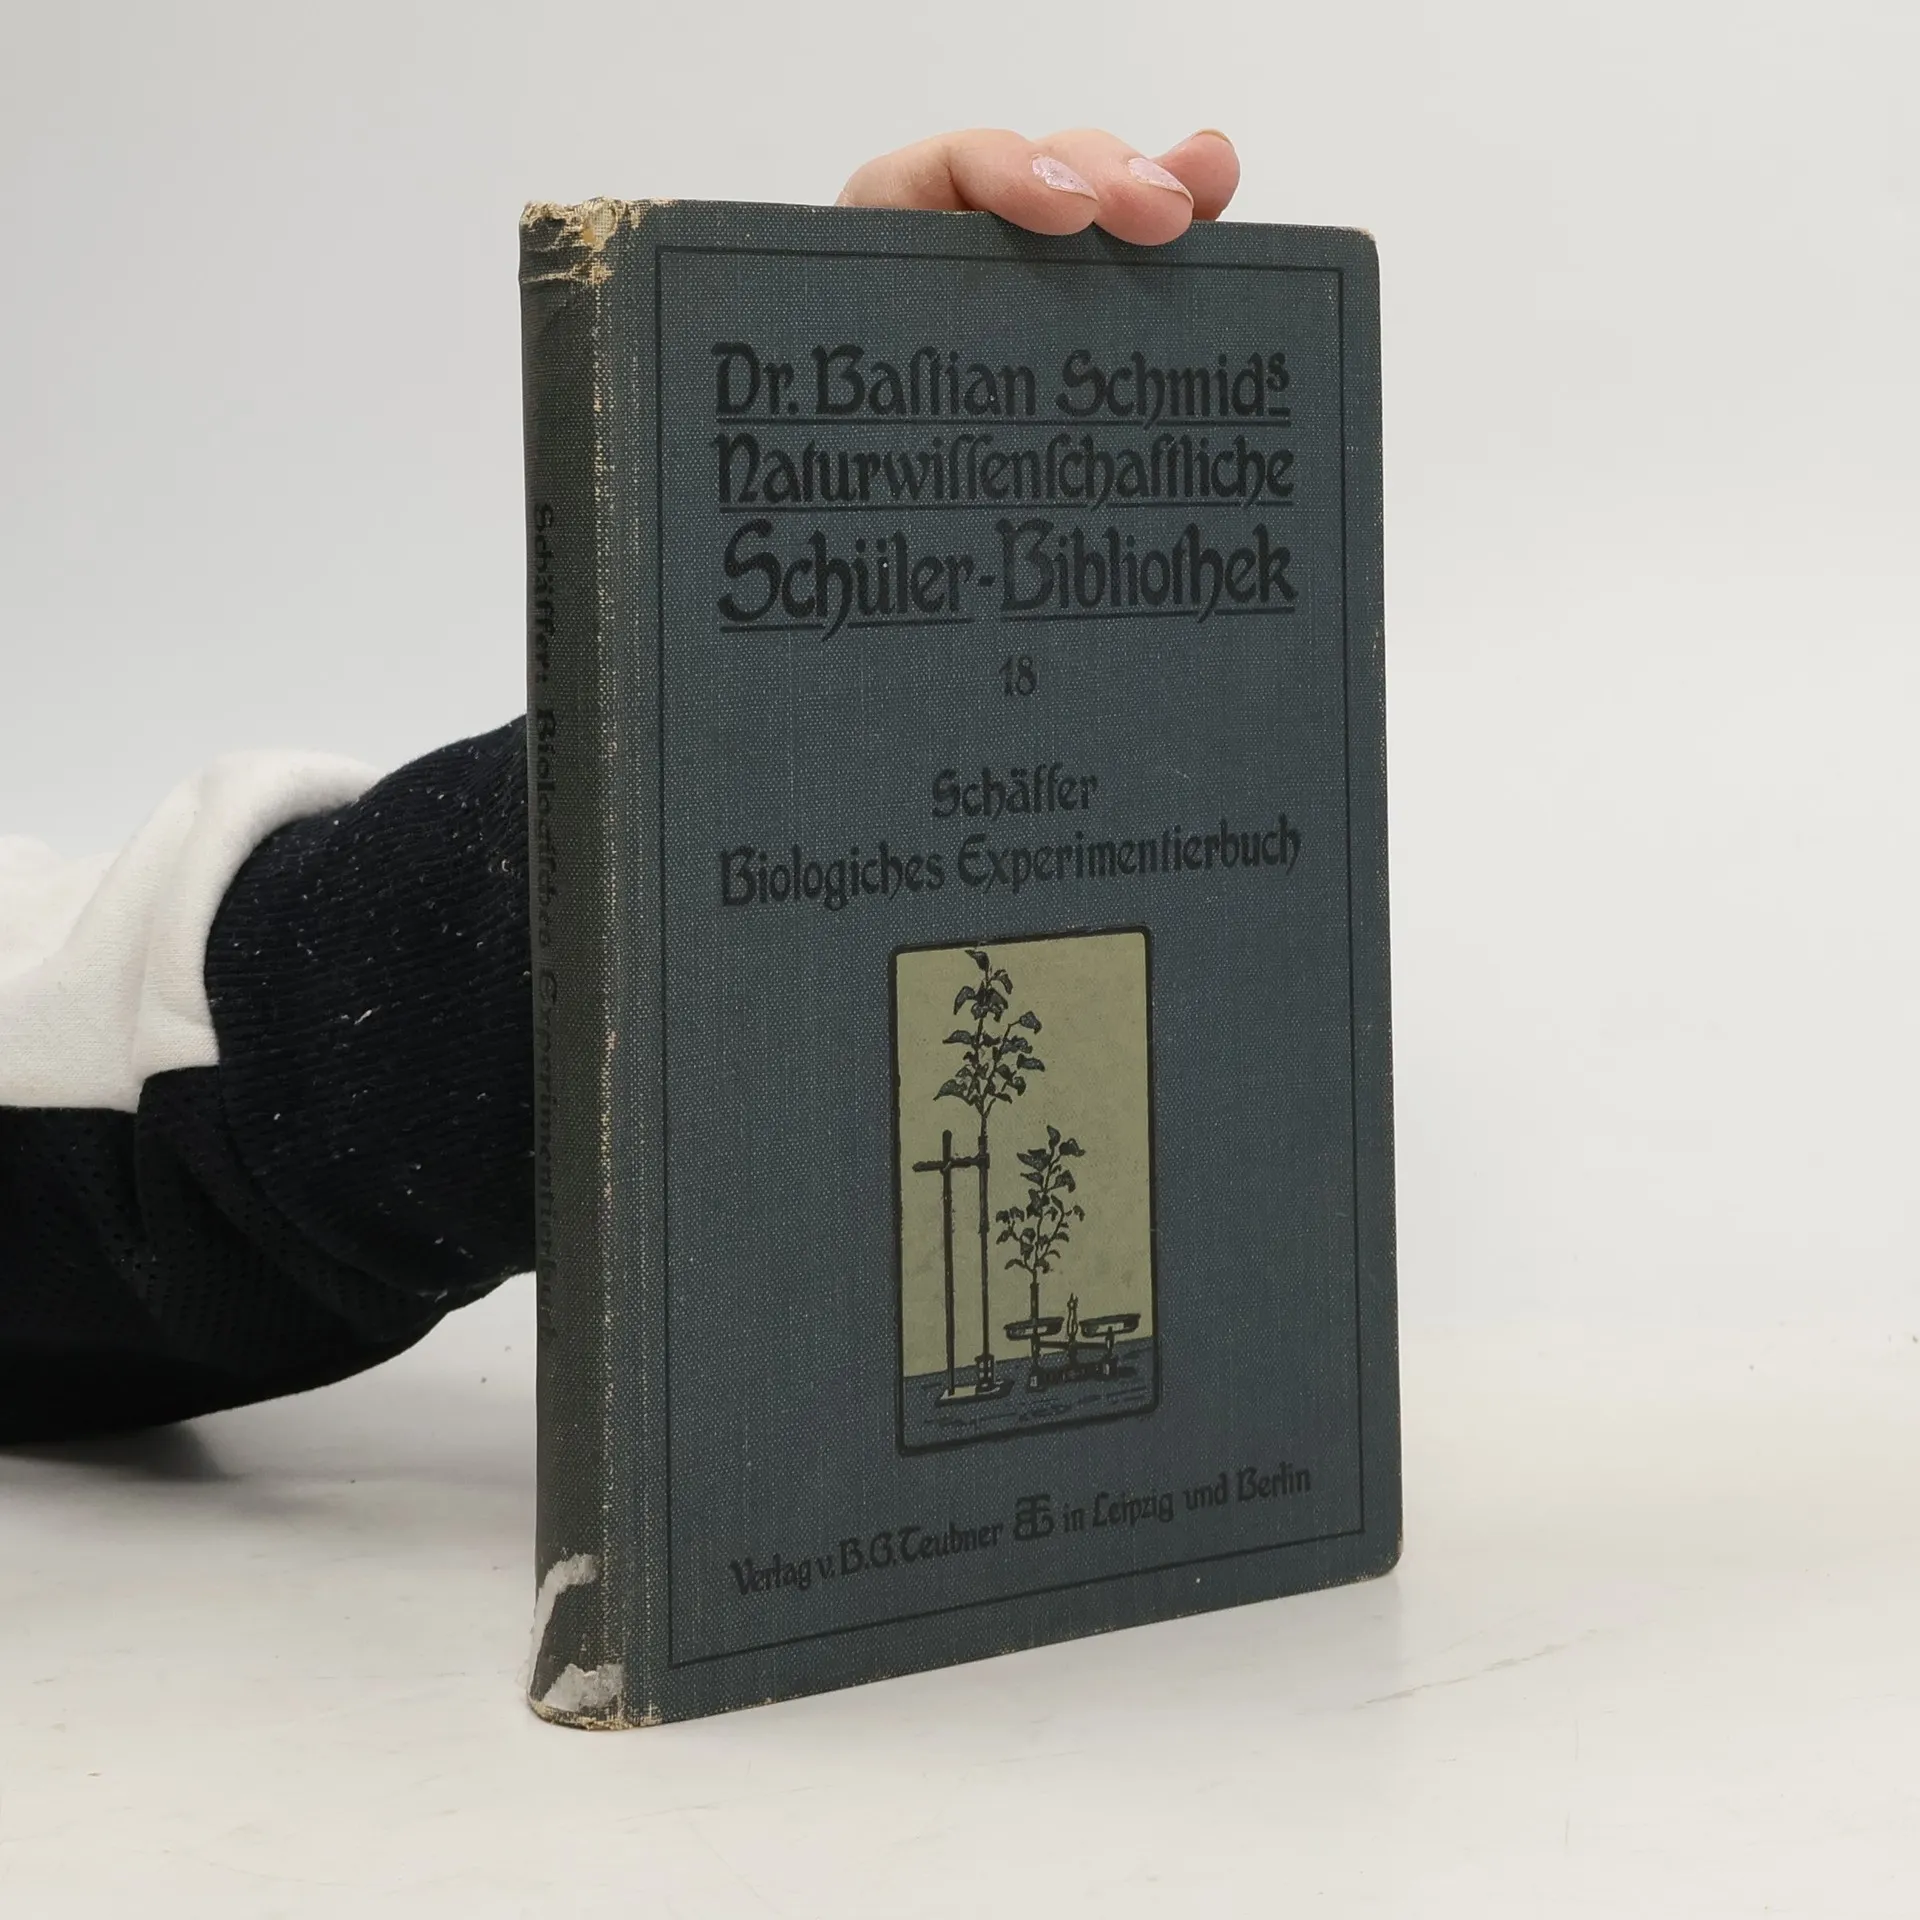 Dr. Baſtian Schmids
Naturwiſſenſchaftliche
Schüler-Bibliothek
18
Schäffer
Biologiches Experimentierbuch
Verlag v. B. G. Teubner in Leipzig und Berlin
Schäffer: Biologiſches Experimentierbuch